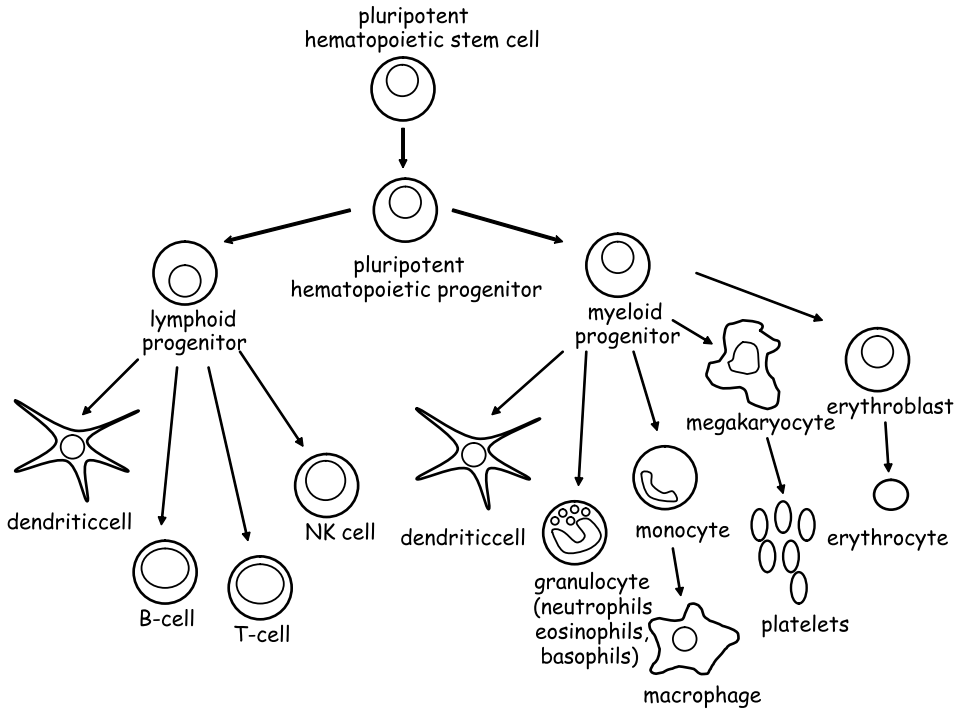 pluripotent
hematopoietic stem cell
pluripotent
hematopoietic progenitor
lymphoid
progenitor
myeloid
progenitor
dendriticcell
B-cell
T-cell
NK cell
dendriticcell
granulocyte
(neutrophils
eosinophils,
basophils)
monocyte
macrophage
megakaryocyte
platelets
erythroblast
erythrocyte